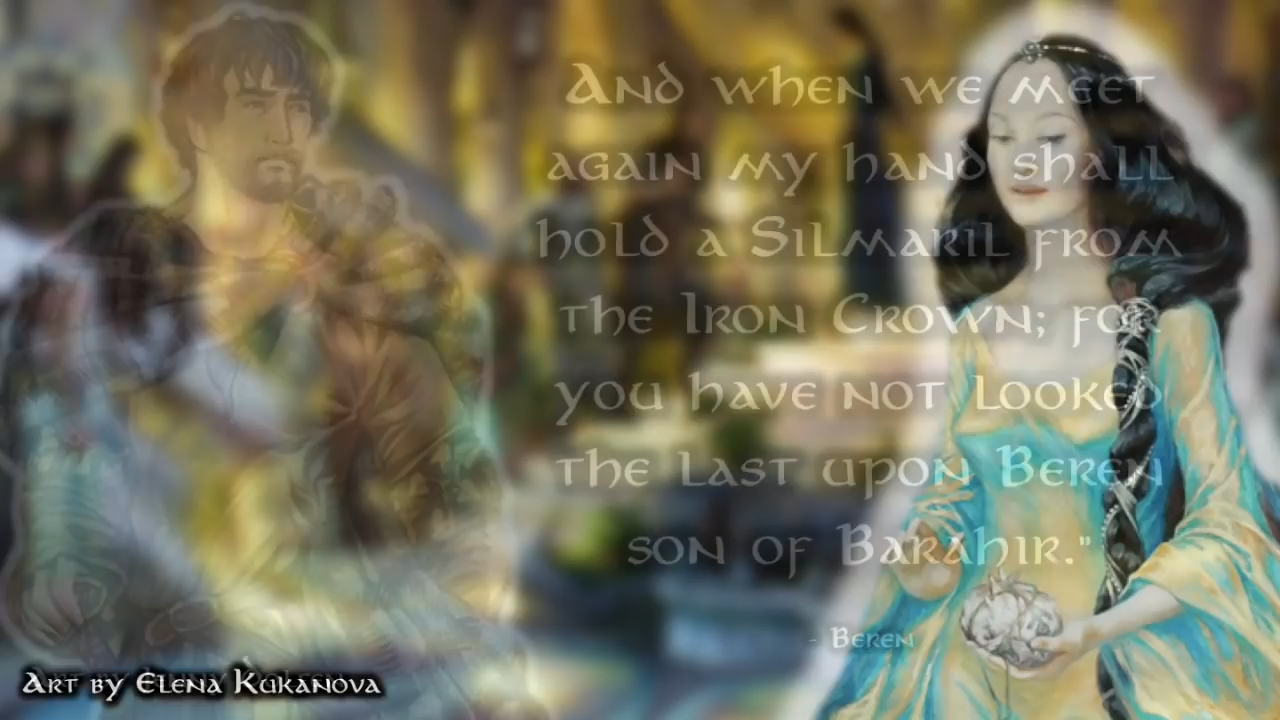 And when we meet
again my hand shall
hold a Silmaril from
the Iron Crown; for
you have not looked
the last upon Beren
son of Barahir."
- Beren
Art by Elena Kukanova